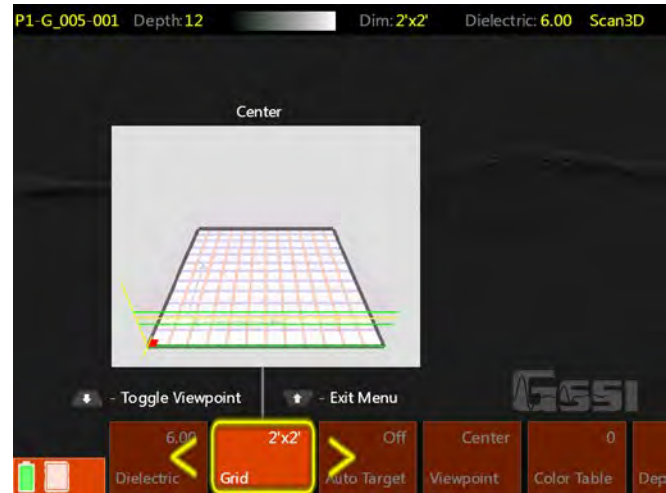 P1-G_005-001 Depth: 12 Dim: 2'x2' Dielectric: 6.00 Scan3D
Center
GSSI
- Toggle Viewpoint - Exit Menu
6.00 2'x2' Off Center 0
Dielectric Grid Auto Target Viewpoint Color Table Dep